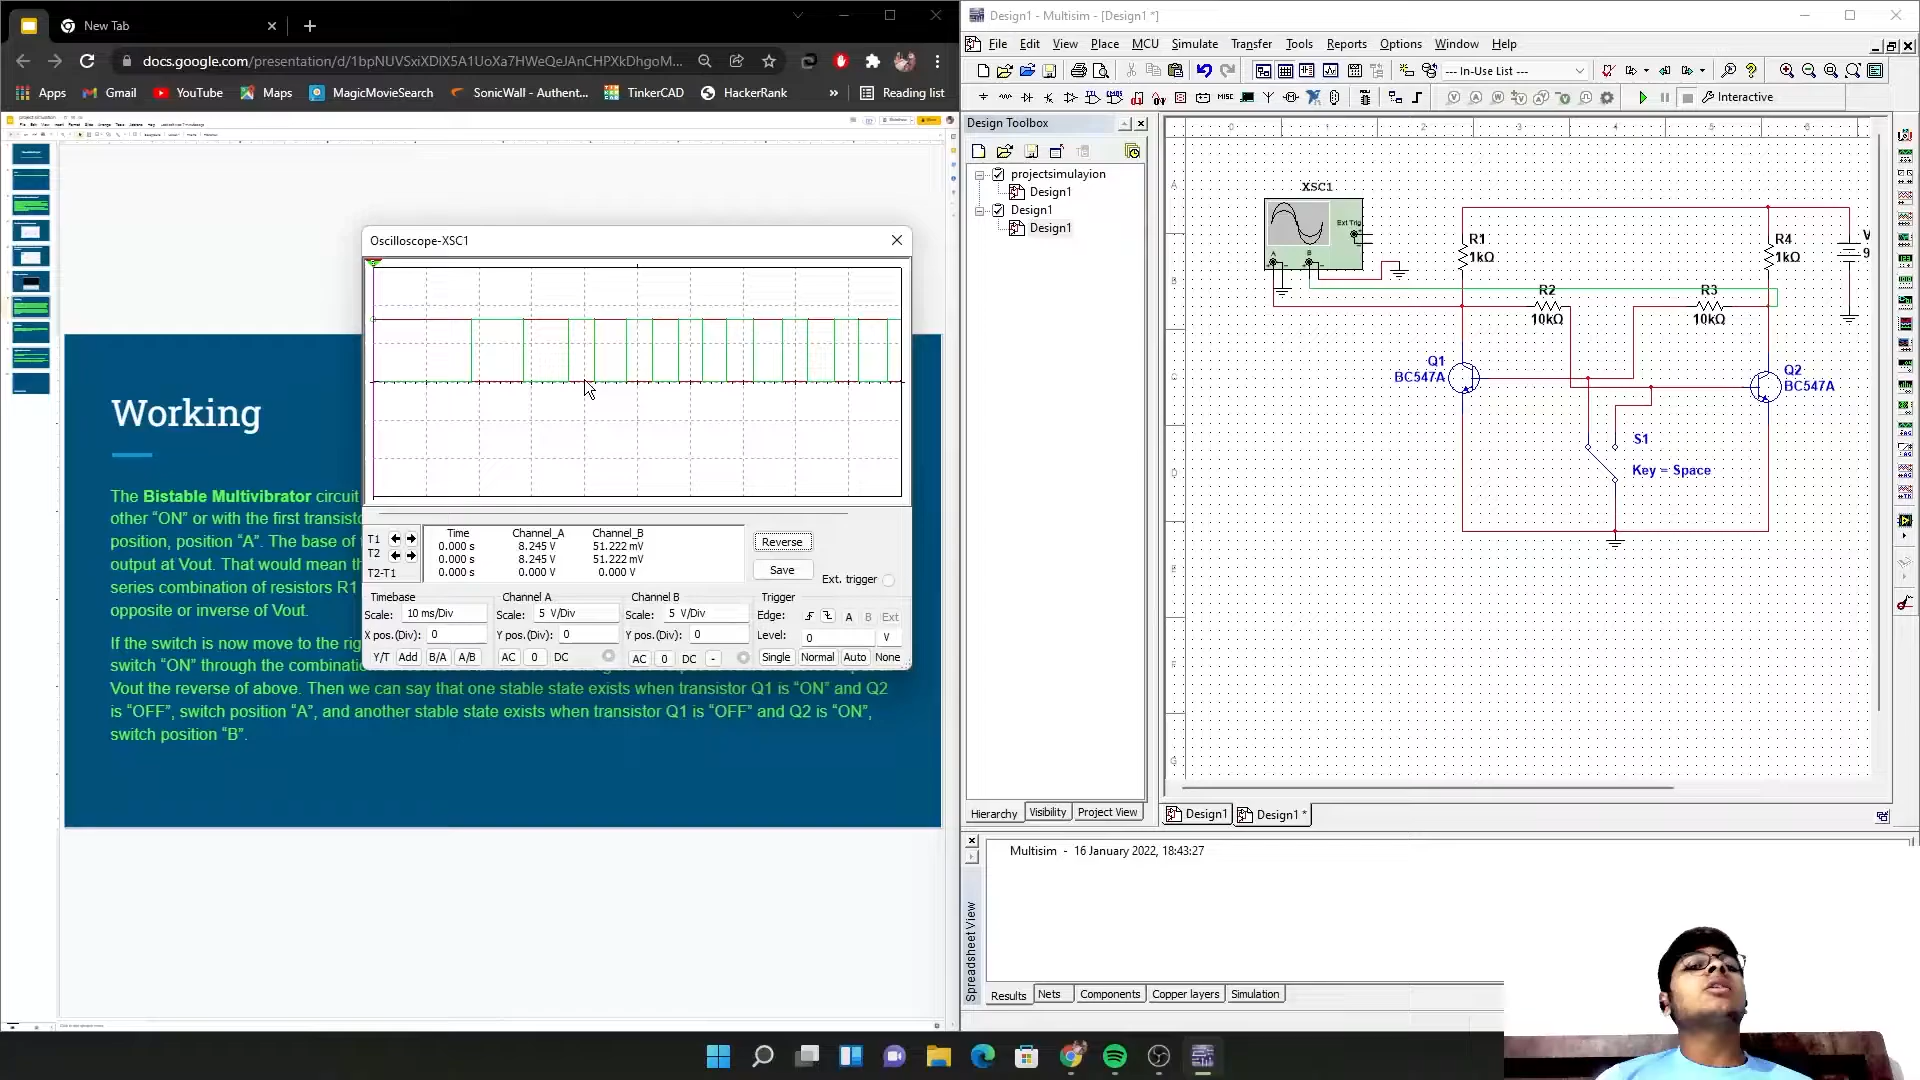 New Tab
docs.google.com/presentation/d/1bpNUVSxiXDlX5A1UoXa7HWeQeJAnCHPXkDhgoM...
Apps
Gmail
YouTube
Maps
MagicMovieSearch
SonicWall - Authent...
TinkerCAD
HackerRank
»
Reading list
Working
The Bistable Multivibrator circuit
other “ON” or with the first transisto
position, position “A”. The base of
output at Vout. That would mean th
series combination of resistors R1
opposite or inverse of Vout.
If the switch is now move to the rig
switch “ON” through the combinatio
Vout the reverse of above. Then we can say that one stable state exists when transistor Q1 is “ON” and Q2
is “OFF”, switch position “A”, and another stable state exists when transistor Q1 is “OFF” and Q2 is “ON”,
switch position “B”.
Oscilloscope-XSC1
Time Channel_A Channel_B
T1 0.000 s 8.245 V 51.222 mV
T2 0.000 s 8.245 V 51.222 mV
T2-T1 0.000 s 0.000 V 0.000 V
Reverse
Save
Ext. trigger
Timebase
Scale: 10 ms/Div
X pos.(Div): 0
Y/T Add B/A A/B
Channel A
Scale: 5 V/Div
Y pos.(Div): 0
AC 0 DC
Channel B
Scale: 5 V/Div
Y pos.(Div): 0
AC 0 DC -
Trigger
Edge: A B Ext
Level: 0 V
Single Normal Auto None
Design1 - Multisim - [Design1 *]
File Edit View Place MCU Simulate Transfer Tools Reports Options Window Help
--- In-Use List ---
MISC
Interactive
Design Toolbox
projectsimulayion
Design1
Design1
Design1
Hierarchy Visibility Project View
XSC1
Ext Trig
A B
R1
1kΩ
R4
1kΩ
V
9
R2
10kΩ
R3
10kΩ
Q1
BC547A
Q2
BC547A
S1
Key = Space
Design1
Design1 *
Multisim - 16 January 2022, 18:43:27
Spreadsheet View
Results Nets Components Copper layers Simulation